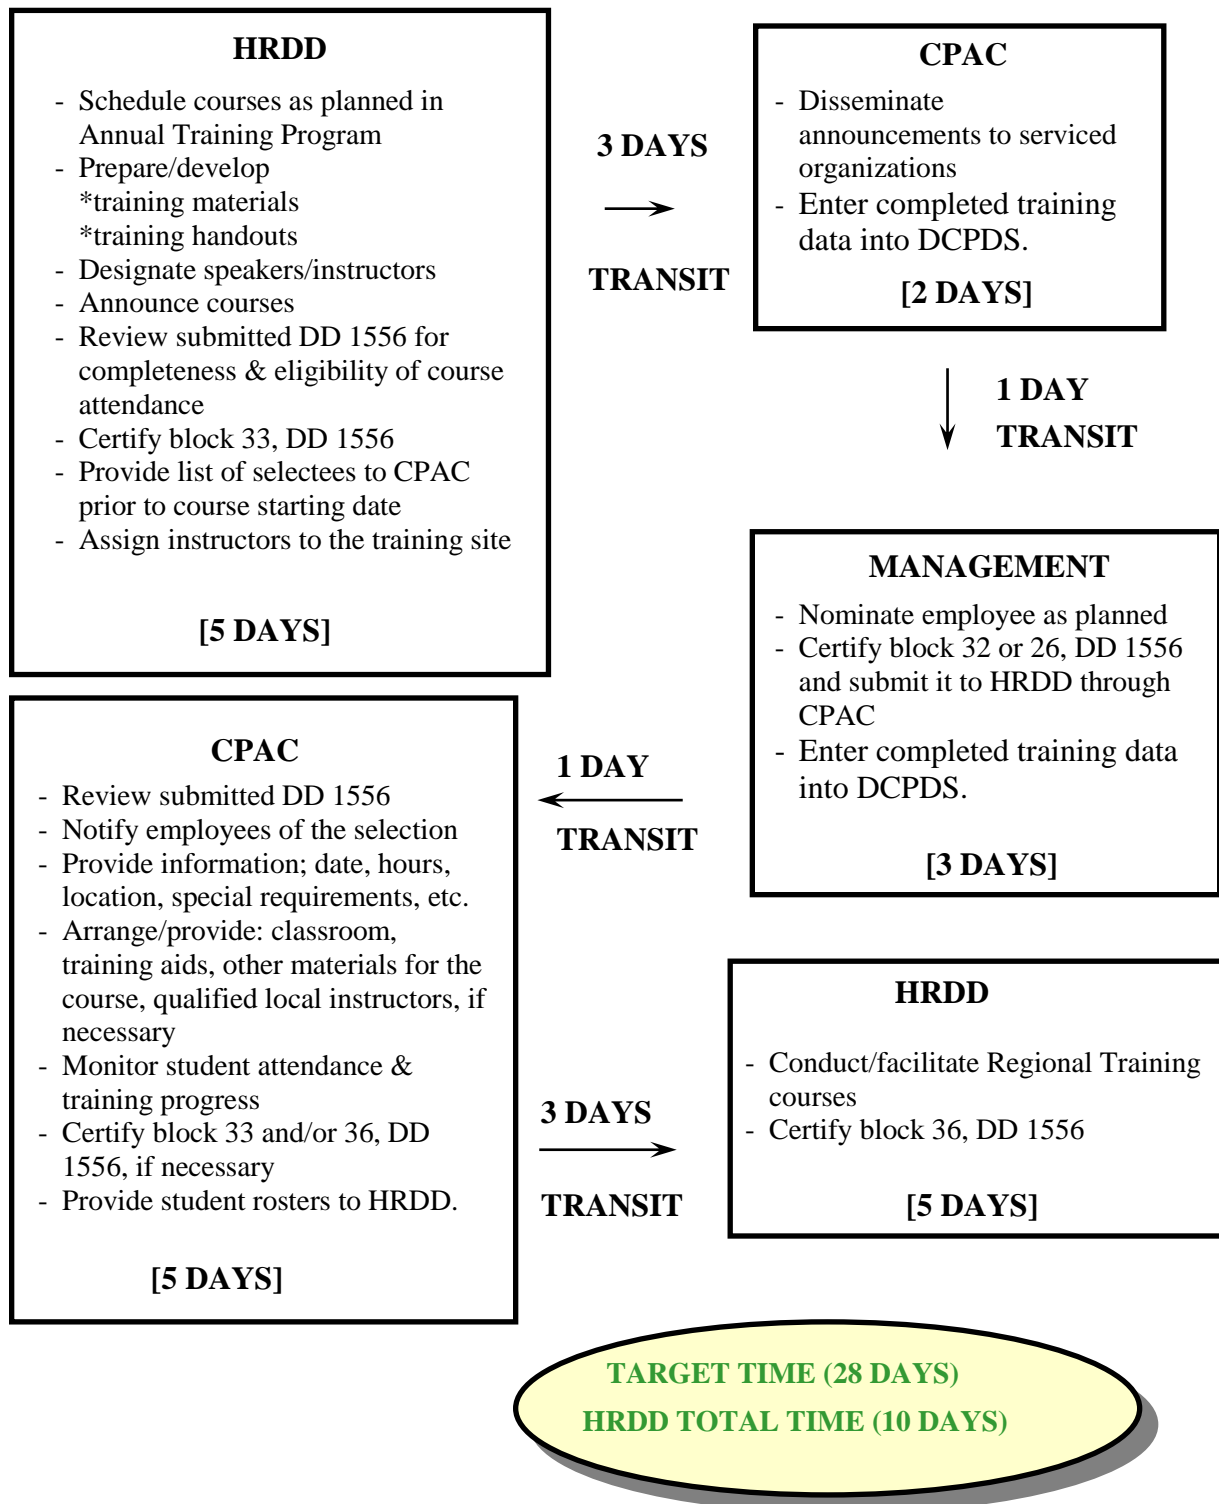 HRDD
- Schedule courses as planned in
Annual Training Program
- Prepare/develop
*training materials
*training handouts
- Designate speakers/instructors
- Announce courses
- Review submitted DD 1556 for
completeness & eligibility of course
attendance
- Certify block 33, DD 1556
- Provide list of selectees to CPAC
prior to course starting date
- Assign instructors to the training site
[5 DAYS]
3 DAYS
TRANSIT
CPAC
- Disseminate
announcements to serviced
organizations
- Enter completed training
data into DCPDS.
[2 DAYS]
1 DAY
TRANSIT
MANAGEMENT
- Nominate employee as planned
- Certify block 32 or 26, DD 1556
and submit it to HRDD through
CPAC
- Enter completed training data
into DCPDS.
[3 DAYS]
1 DAY
TRANSIT
CPAC
- Review submitted DD 1556
- Notify employees of the selection
- Provide information; date, hours,
location, special requirements, etc.
- Arrange/provide: classroom,
training aids, other materials for the
course, qualified local instructors, if
necessary
- Monitor student attendance &
training progress
- Certify block 33 and/or 36, DD
1556, if necessary
- Provide student rosters to HRDD.
[5 DAYS]
3 DAYS
TRANSIT
HRDD
- Conduct/facilitate Regional Training
courses
- Certify block 36, DD 1556
[5 DAYS]
TARGET TIME (28 DAYS)
HRDD TOTAL TIME (10 DAYS)